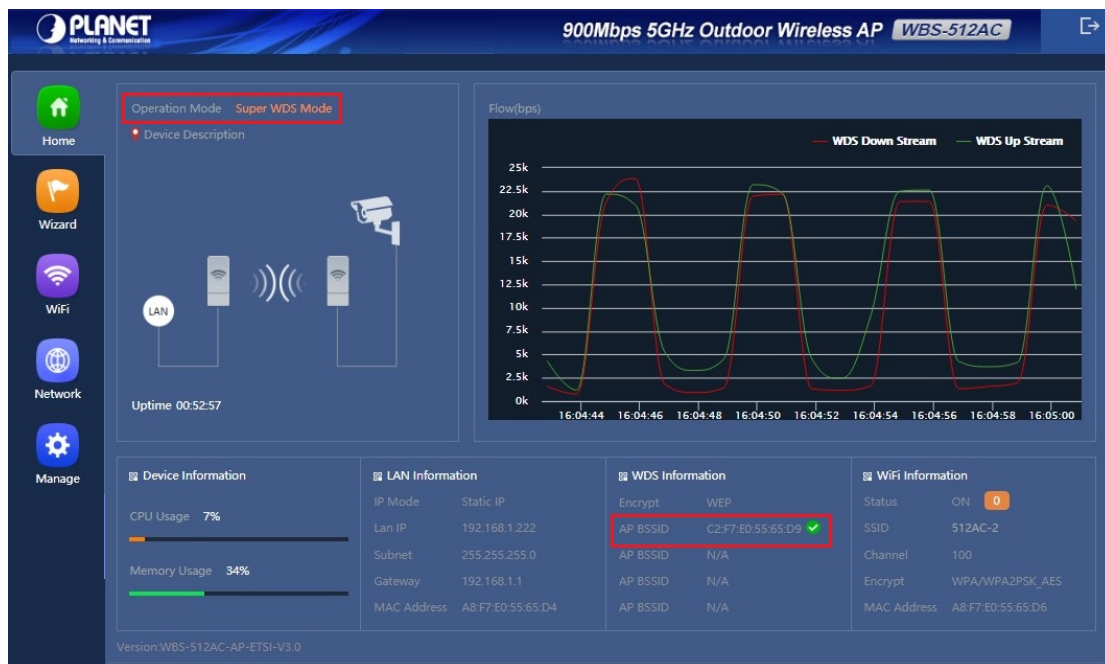 PLANET
Networking & Communication
900Mbps 5GHz Outdoor Wireless AP WBS-512AC
Home
Wizard
WiFi
Network
Manage
Operation Mode Super WDS Mode
Device Description
LAN
Uptime 00:52:57
Flow(bps)
WDS Down Stream WDS Up Stream
25k
22.5k
20k
17.5k
15k
12.5k
10k
7.5k
5k
2.5k
0k
16:04:44 16:04:46 16:04:48 16:04:50 16:04:52 16:04:54 16:04:56 16:04:58 16:05:00
Device Information
CPU Usage 7%
Memory Usage 34%
LAN Information
IP Mode Static IP
Lan IP 192.168.1.222
Subnet 255.255.255.0
Gateway 192.168.1.1
MAC Address A8:F7:E0:55:65:D4
WDS Information
Encrypt WEP
AP BSSID C2:F7:E0:55:65:D9
AP BSSID N/A
AP BSSID N/A
AP BSSID N/A
WiFi Information
Status ON 0
SSID 512AC-2
Channel 100
Encrypt WPA/WPA2PSK_AES
MAC Address A8:F7:E0:55:65:D6
Version:WBS-512AC-AP-ETSI-V3.0